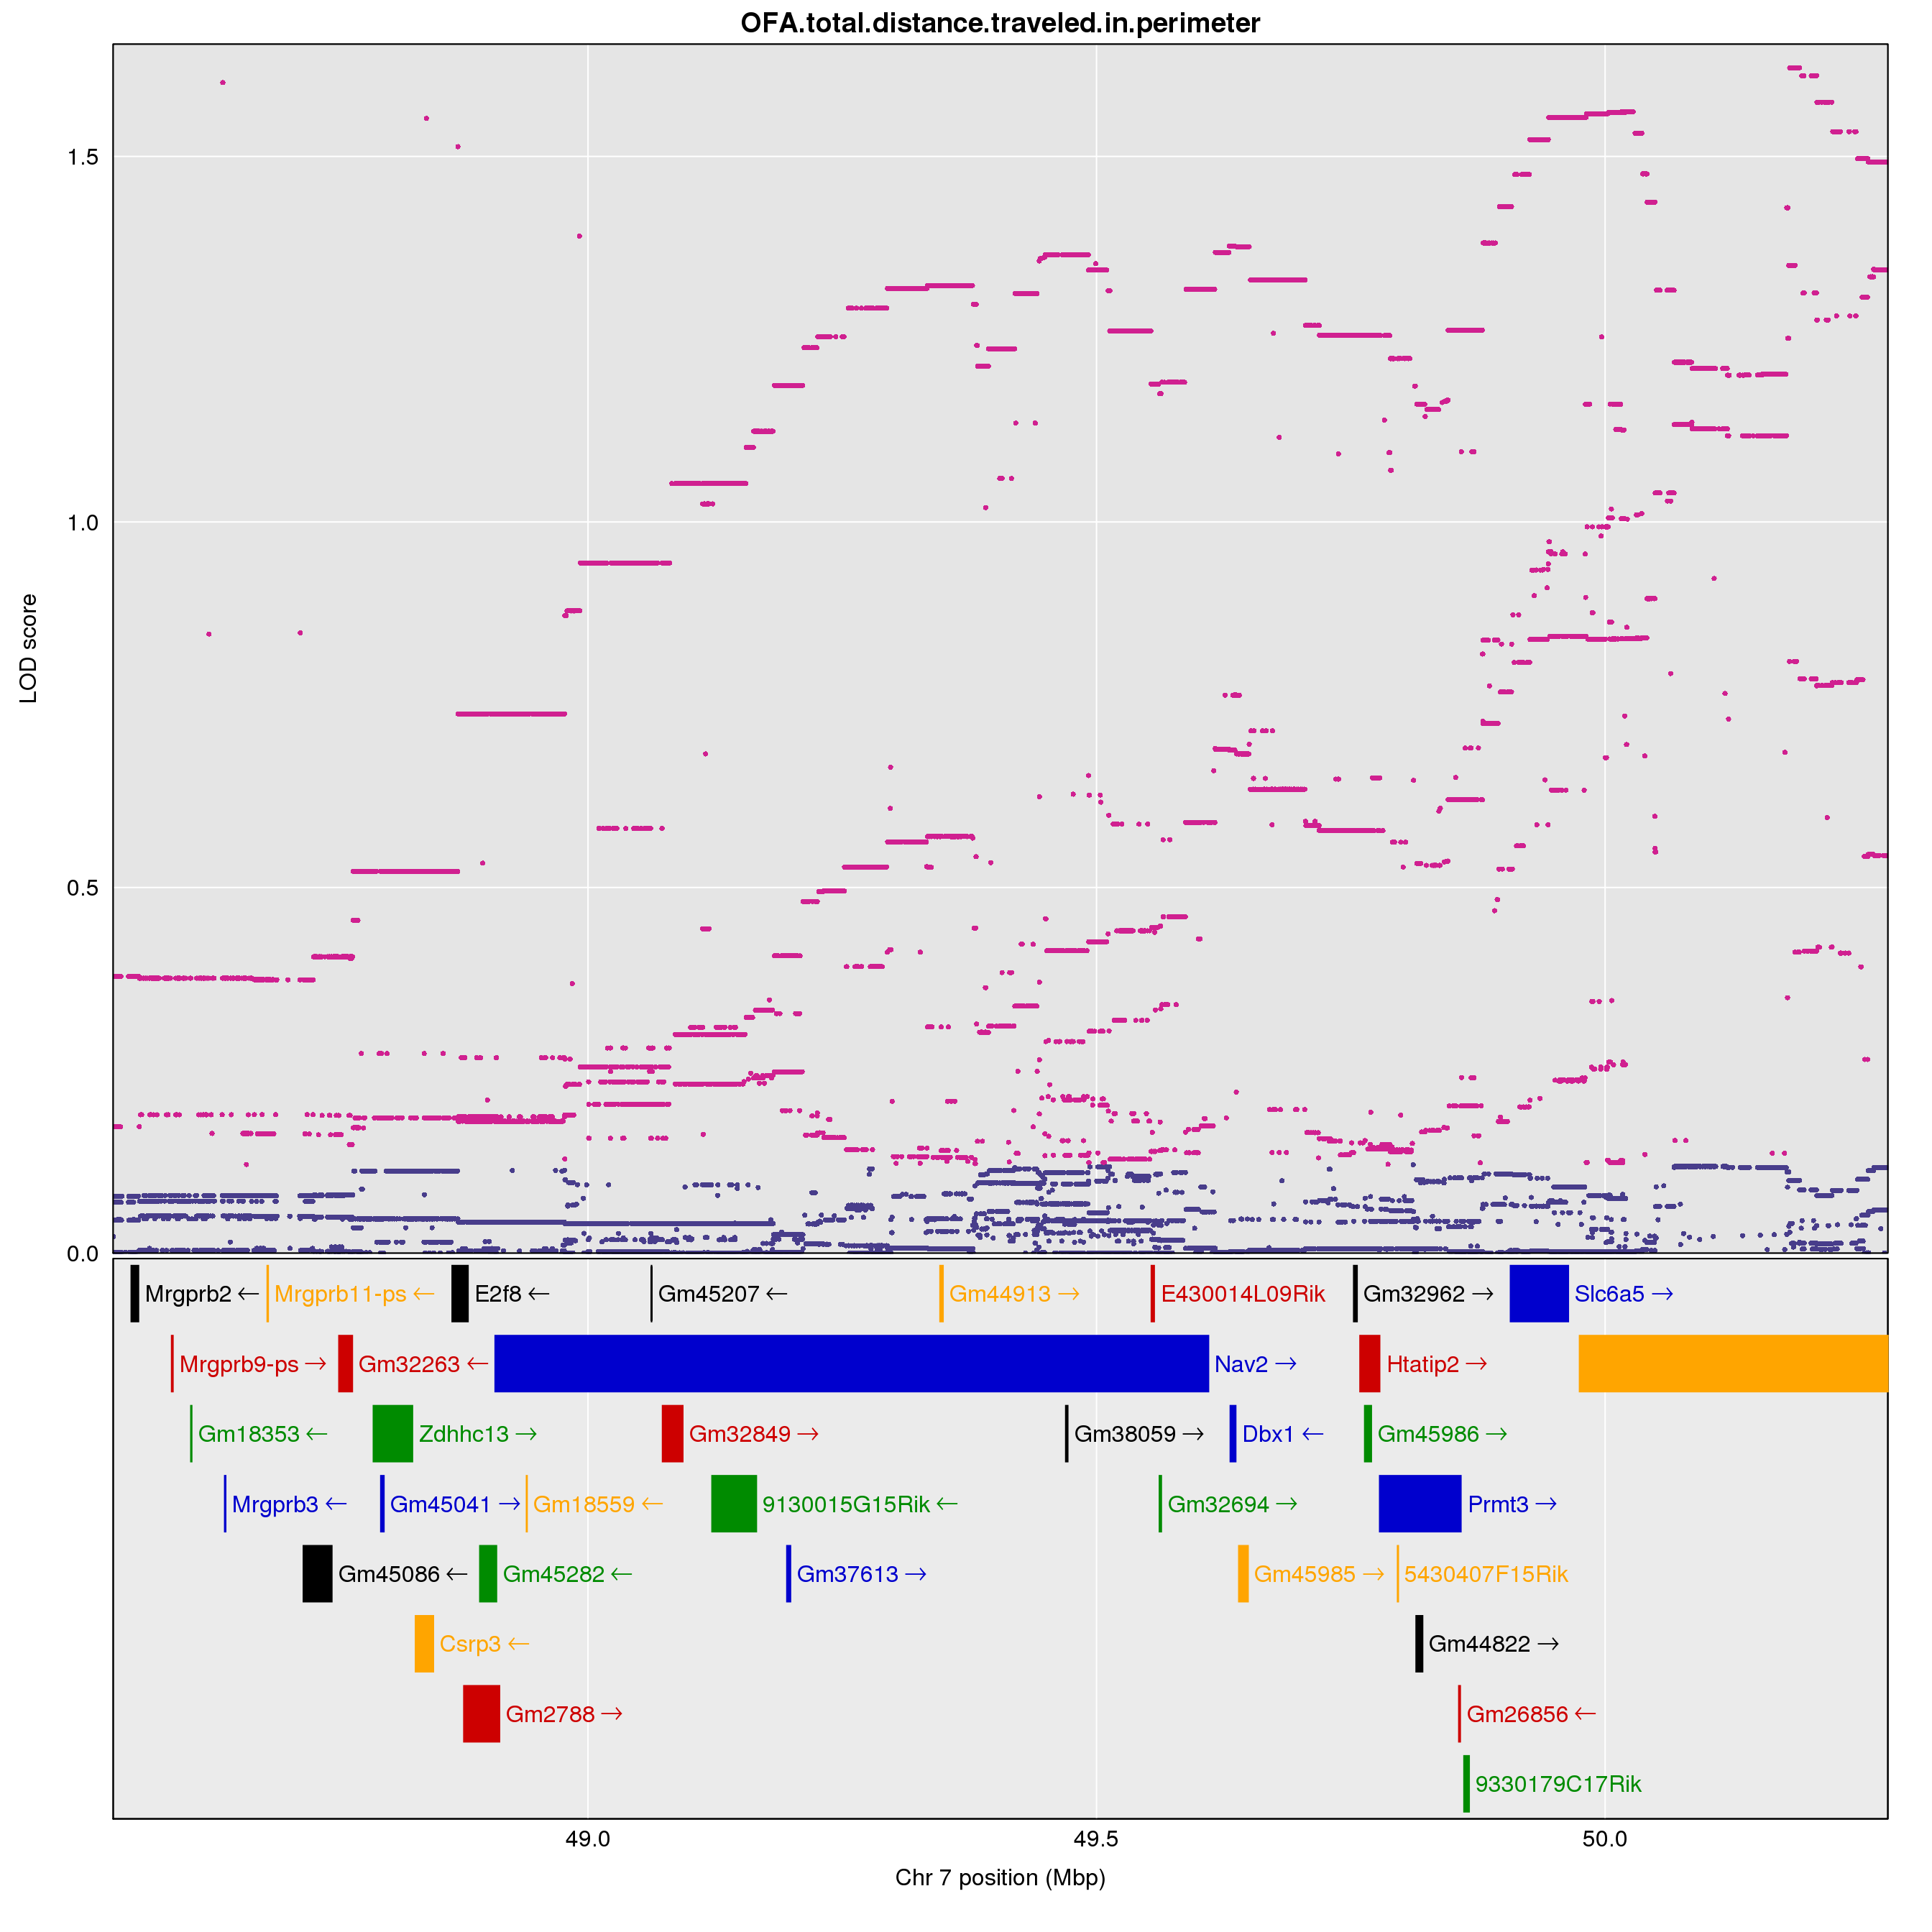 OFA.total.distance.traveled.in.perimeter
1.5
1.0
0.5
0.0
LOD score
Mrgprb2 ← Mrgprb11-ps ← E2f8 ← Gm45207 ← Gm44913 → E430014L09Rik Gm32962 → Slc6a5 →
Mrgprb9-ps → Gm32263 ← Nav2 → Htatip2 →
Gm18353 ← Zdhhc13 → Gm32849 → Gm38059 → Dbx1 ← Gm45986 →
Mrgprb3 ← Gm45041 → Gm18559 ← 9130015G15Rik ← Gm32694 → Prmt3 →
Gm45086 ← Gm45282 ← Gm37613 → Gm45985 → 5430407F15Rik
Csrp3 ← Gm44822 →
Gm2788 → Gm26856 ←
9330179C17Rik
49.0 49.5 50.0
Chr 7 position (Mbp)